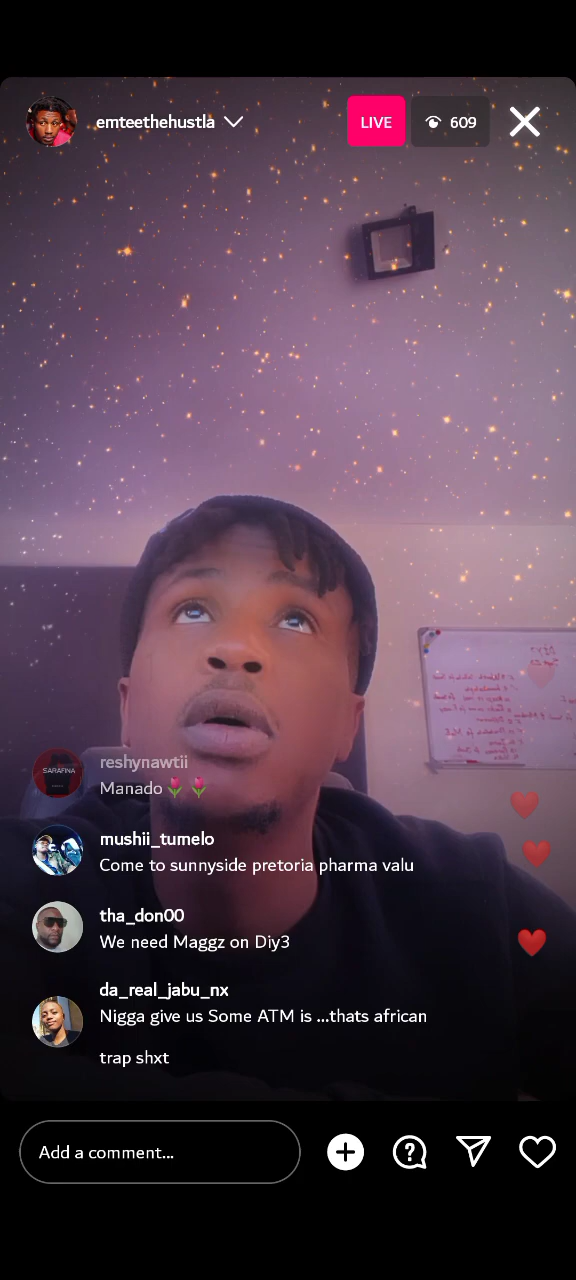 emteethehustla
LIVE
609
SARAFINA
reshynawtii
Manado🌷🌷
mushii_tumelo
Come to sunnyside pretoria pharma valu
tha_don00
We need Maggz on Diy3
da_real_jabu_nx
Nigga give us Some ATM is ...thats african
trap shxt
Add a comment...